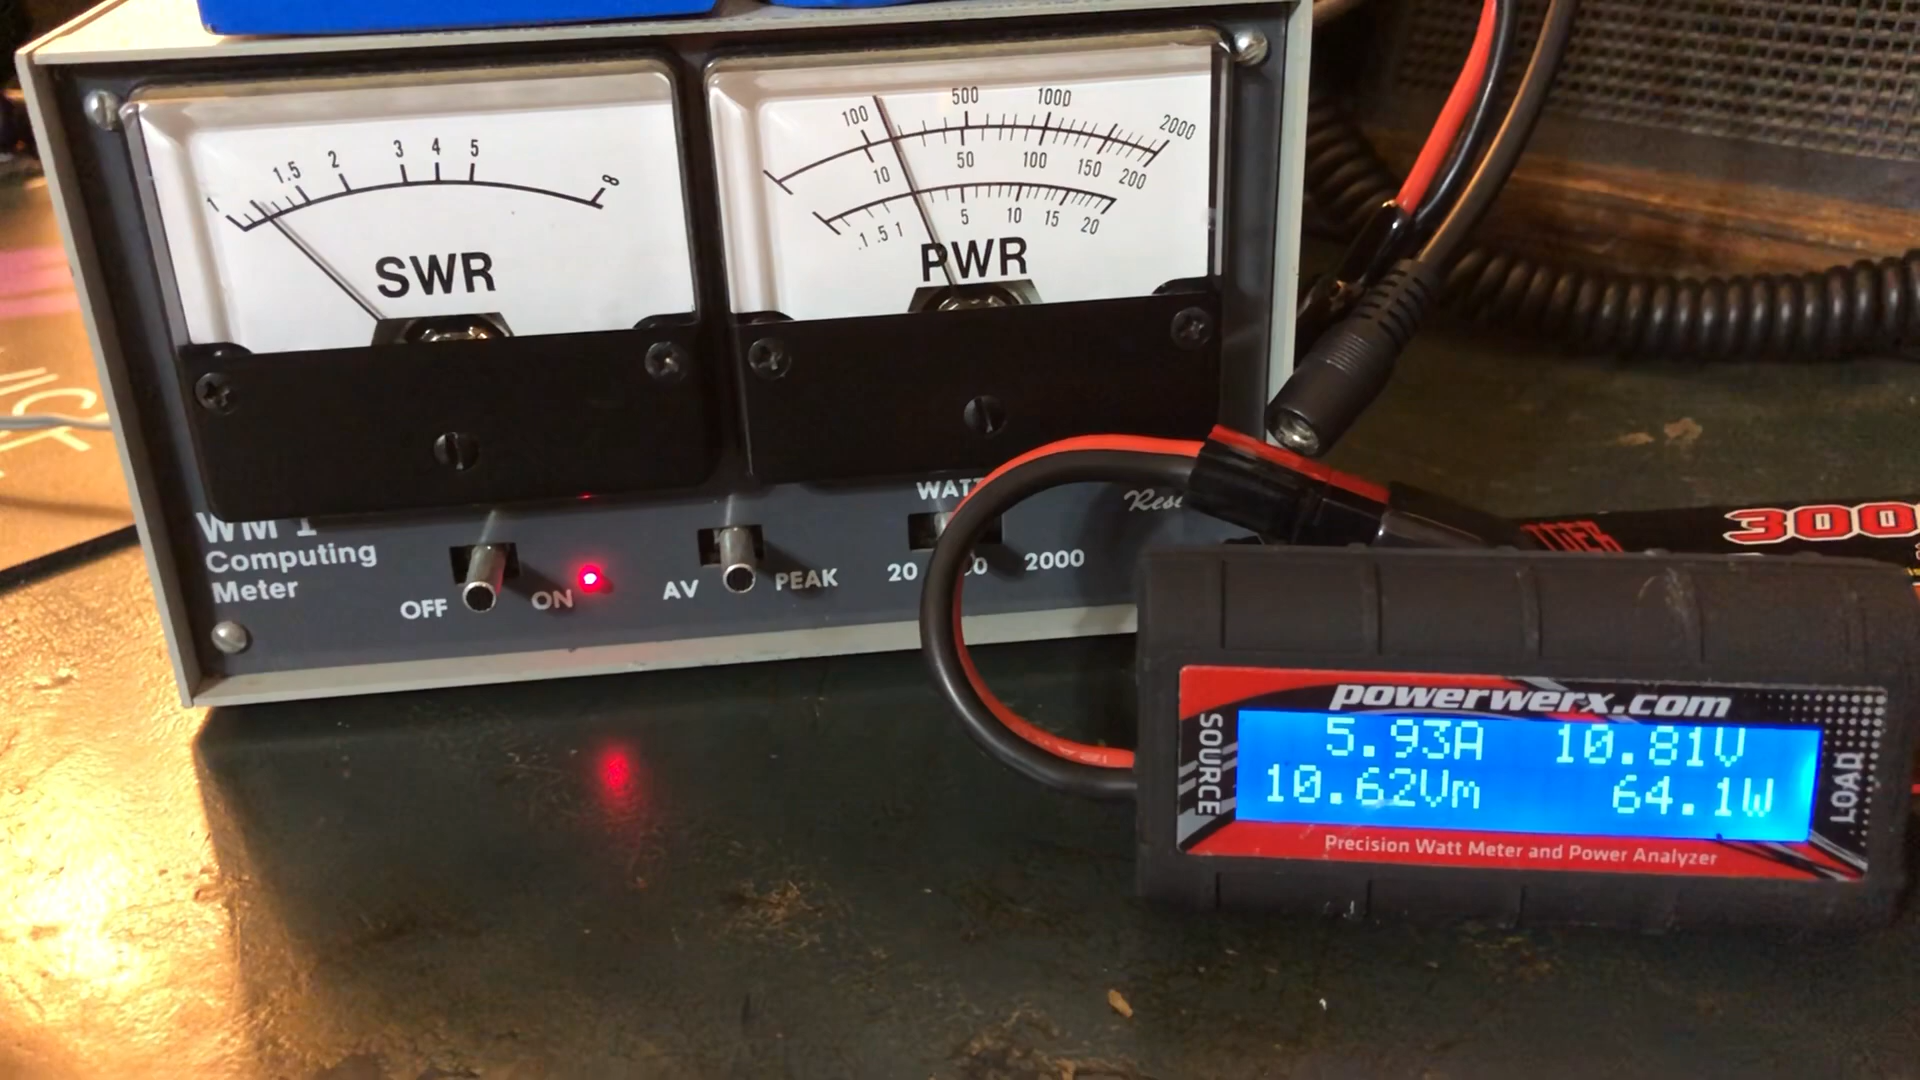 1 1.5 2 3 4 5 ∞
SWR
100 500 1000 2000
10 50 100 150 200
.1 .5 1 5 10 15 20
PWR
WM 1
Computing
Meter
OFF ON
AV PEAK
WATT
20 2000
300
powerwerx.com
SOURCE
5.93A 10.81V
10.62Vm 64.1W
LOAD
Precision Watt Meter and Power Analyzer